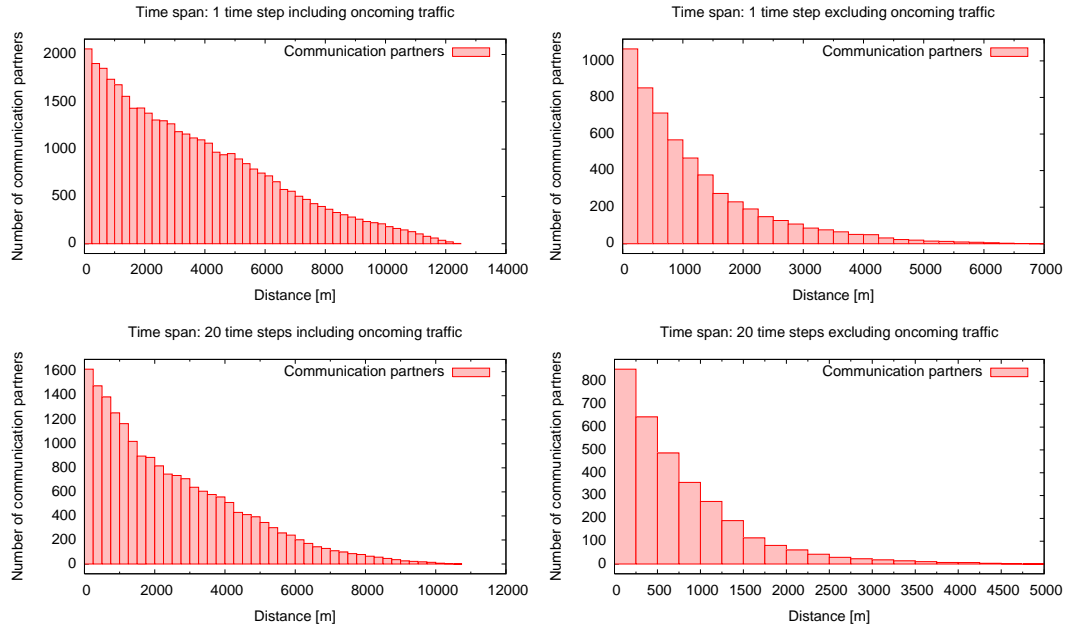 Time span: 1 time step including oncoming traffic
Number of communication partners
2000
1500
1000
500
0
Communication partners
0 2000 4000 6000 8000 10000 12000 14000
Distance [m]
Time span: 1 time step excluding oncoming traffic
Number of communication partners
1000
800
600
400
200
0
Communication partners
0 1000 2000 3000 4000 5000 6000 7000
Distance [m]
Time span: 20 time steps including oncoming traffic
Number of communication partners
1600
1400
1200
1000
800
600
400
200
0
Communication partners
0 2000 4000 6000 8000 10000 12000
Distance [m]
Time span: 20 time steps excluding oncoming traffic
Number of communication partners
800
700
600
500
400
300
200
100
0
Communication partners
0 500 1000 1500 2000 2500 3000 3500 4000 4500 5000
Distance [m]